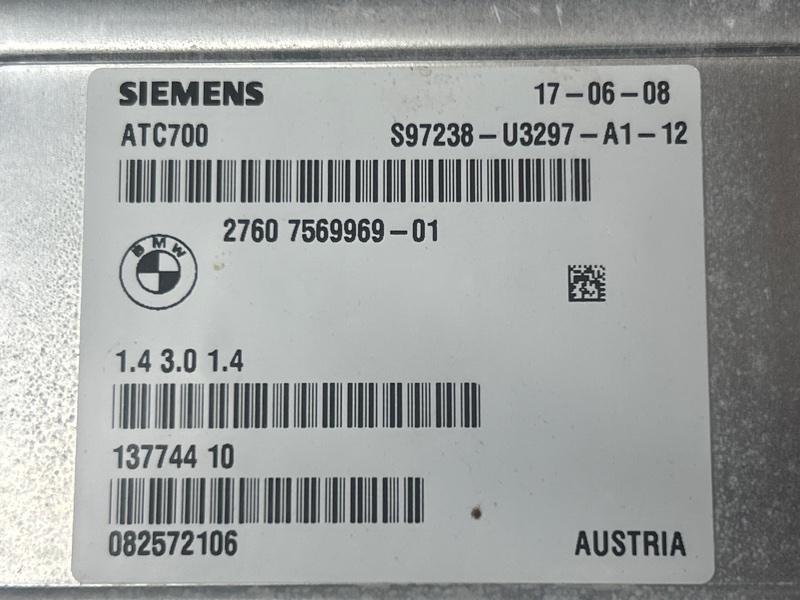 SIEMENS 17-06-08
ATC700 S97238-U3297-A1-12
2760 7569969-01
BMW
1.4 3.0 1.4
137744 10
082572106 AUSTRIA